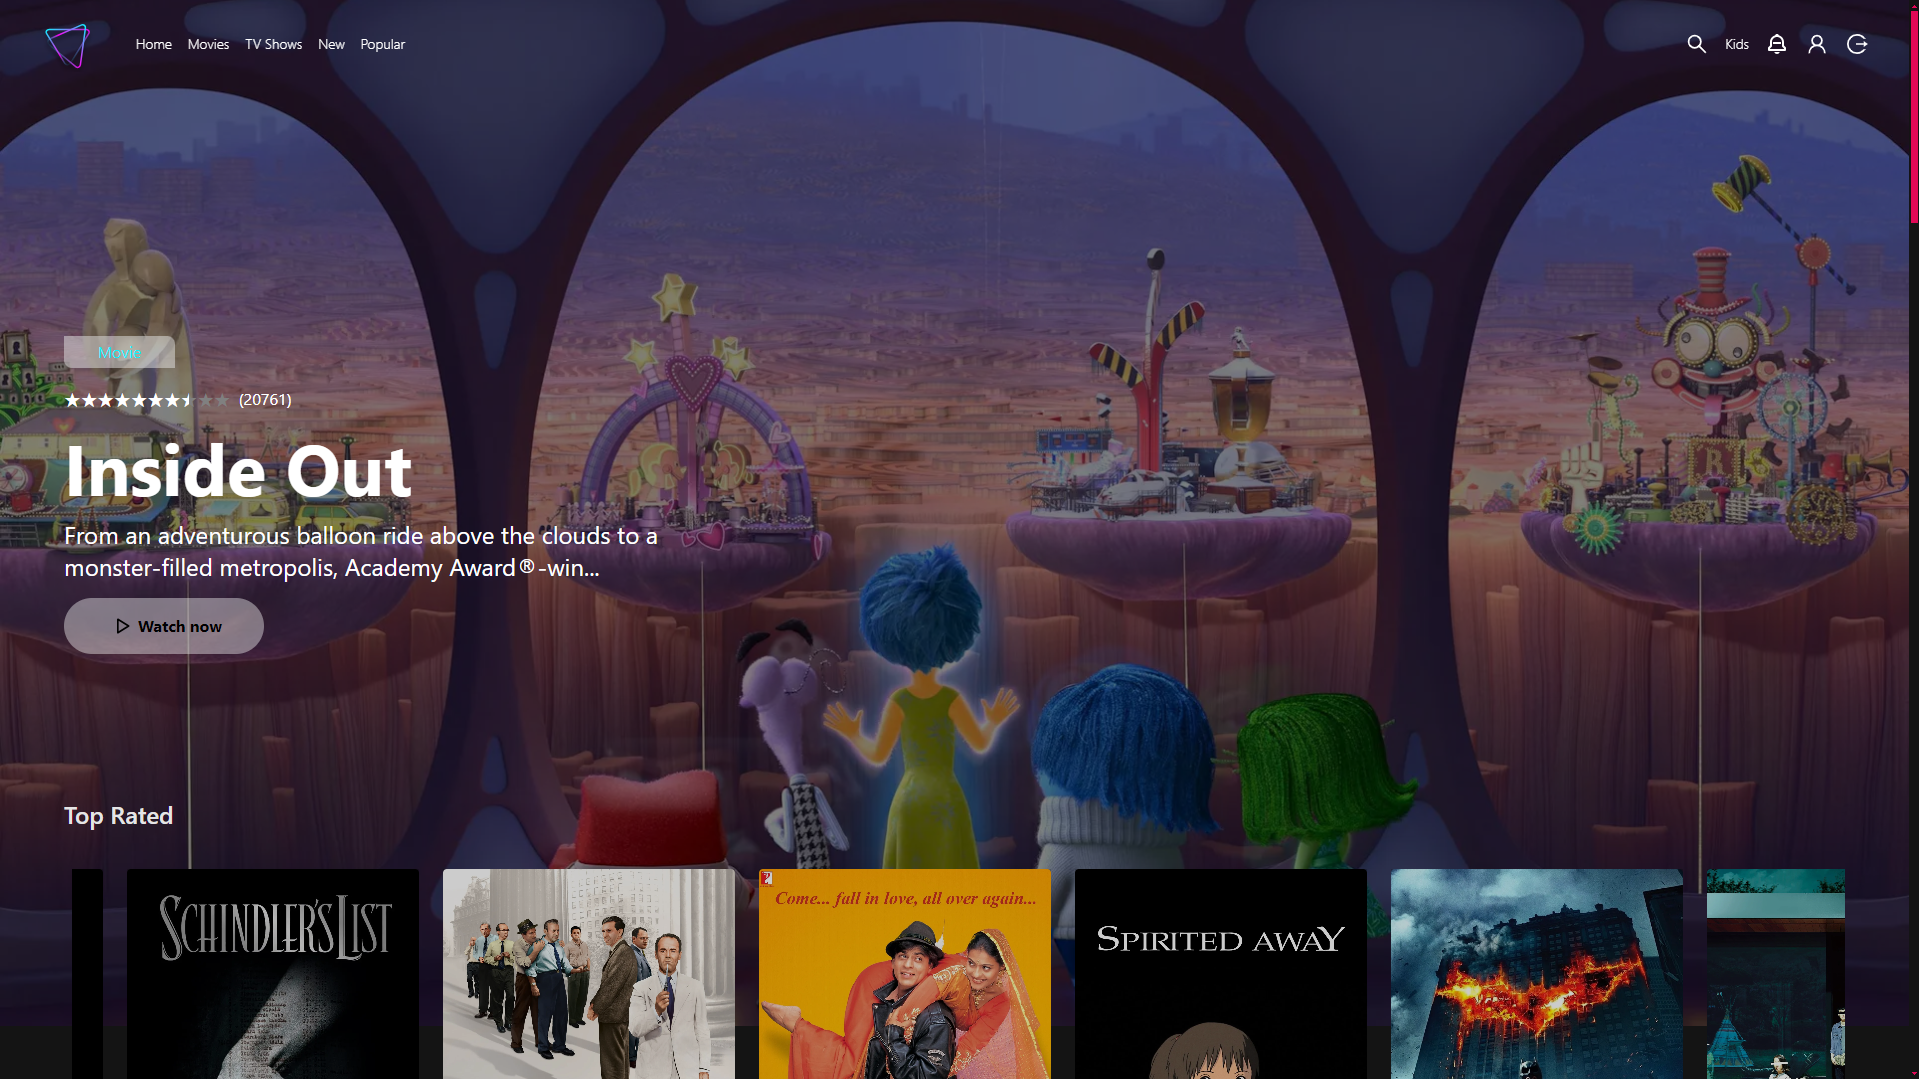 Home Movies TV Shows New Popular
Kids
Movie
(20761)
Inside Out
From an adventurous balloon ride above the clouds to a
monster-filled metropolis, Academy Award®-win...
Watch now
Top Rated
SCHINDLER'S LIST
Come... fall in love, all over again...
SPIRITED AWAY